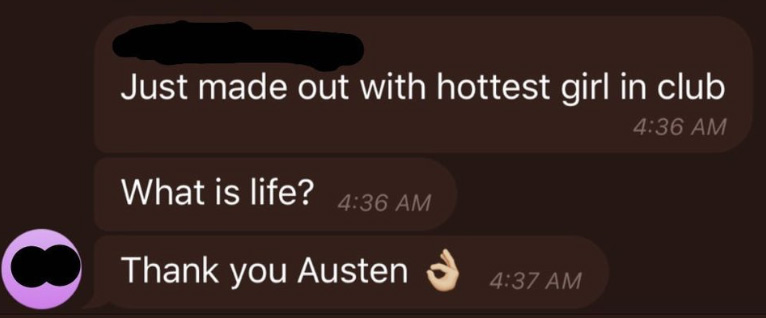 Just made out with hottest girl in club
4:36 AM
What is life? 4:36 AM
Thank you Austen 👌🏼 4:37 AM